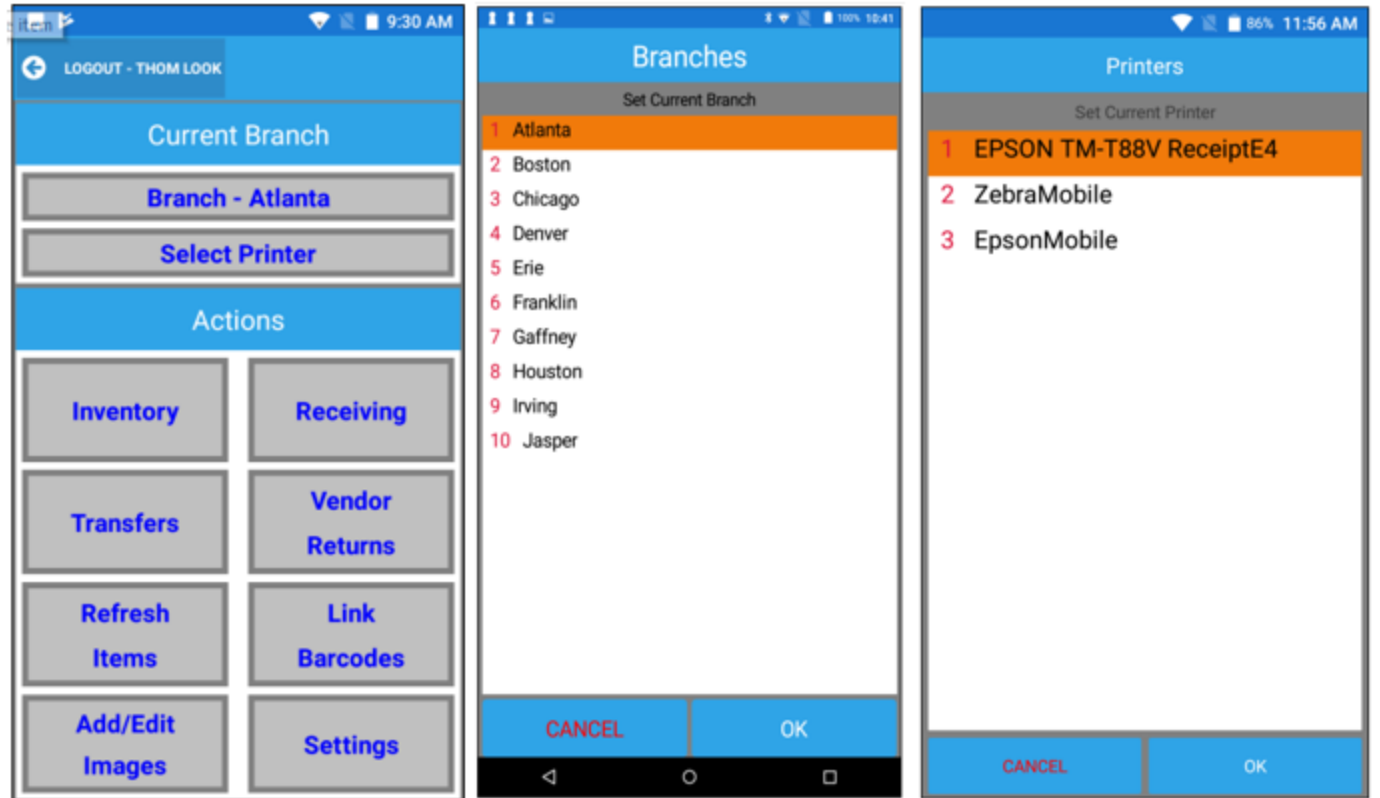 item
9:30 AM
LOGOUT - THOM LOOK
Current Branch
Branch - Atlanta
Select Printer
Actions
Inventory
Receiving
Transfers
Vendor
Returns
Refresh
Items
Link
Barcodes
Add/Edit
Images
Settings
100% 10:41
Branches
Set Current Branch
1 Atlanta
2 Boston
3 Chicago
4 Denver
5 Erie
6 Franklin
7 Gaffney
8 Houston
9 Irving
10 Jasper
CANCEL
OK
86% 11:56 AM
Printers
Set Current Printer
1 EPSON TM-T88V ReceiptE4
2 ZebraMobile
3 EpsonMobile
CANCEL
OK